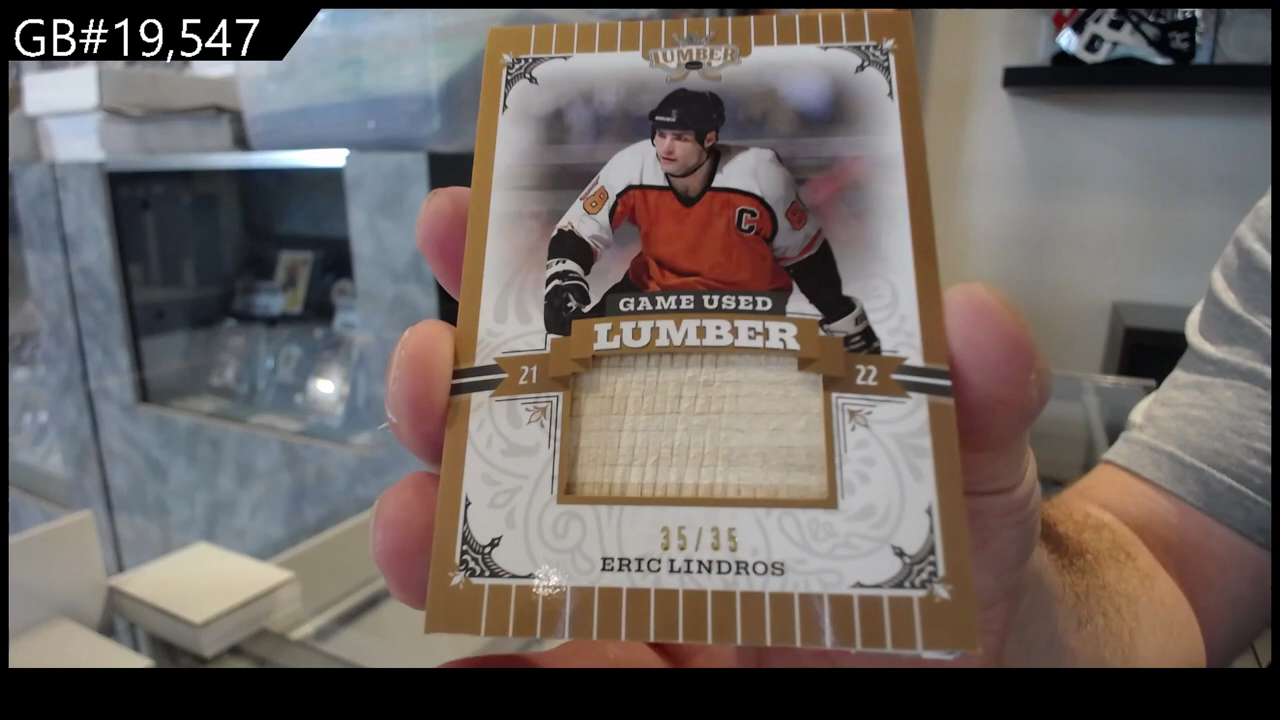 GB#19,547
LUMBER
C
GAME USED
LUMBER
21 22
35/35
ERIC LINDROS